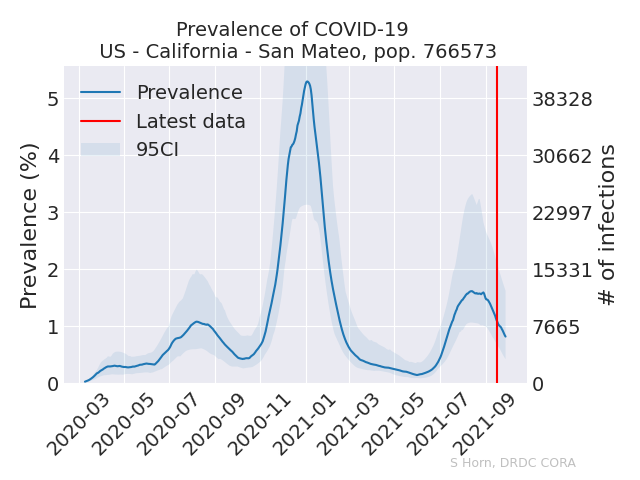 Prevalence of COVID-19
US - California - San Mateo, pop. 766573
Prevalence
Latest data
95CI
Prevalence (%)
5
4
3
2
1
0
38328
30662
22997
15331
7665
0
# of infections
2020-03
2020-05
2020-07
2020-09
2020-11
2021-01
2021-03
2021-05
2021-07
2021-09
S Horn, DRDC CORA